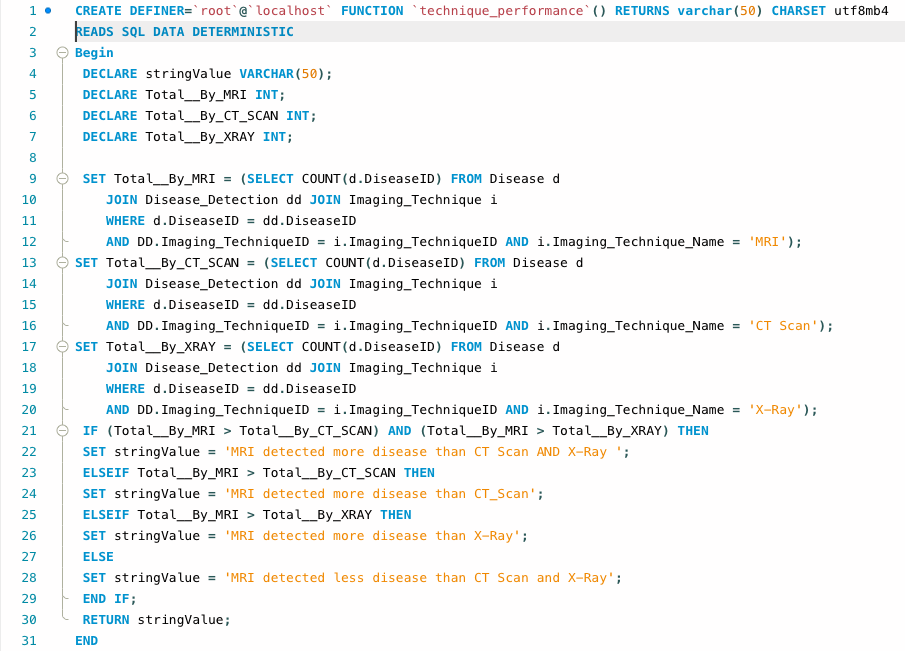 1 CREATE DEFINER=`root`@`localhost` FUNCTION `technique_performance`() RETURNS varchar(50) CHARSET utf8mb4
2 READS SQL DATA DETERMINISTIC
3 Begin
4 DECLARE stringValue VARCHAR(50);
5 DECLARE Total__By_MRI INT;
6 DECLARE Total__By_CT_SCAN INT;
7 DECLARE Total__By_XRAY INT;
8
9 SET Total__By_MRI = (SELECT COUNT(d.DiseaseID) FROM Disease d
10 JOIN Disease_Detection dd JOIN Imaging_Technique i
11 WHERE d.DiseaseID = dd.DiseaseID
12 AND DD.Imaging_TechniqueID = i.Imaging_TechniqueID AND i.Imaging_Technique_Name = 'MRI');
13 SET Total__By_CT_SCAN = (SELECT COUNT(d.DiseaseID) FROM Disease d
14 JOIN Disease_Detection dd JOIN Imaging_Technique i
15 WHERE d.DiseaseID = dd.DiseaseID
16 AND DD.Imaging_TechniqueID = i.Imaging_TechniqueID AND i.Imaging_Technique_Name = 'CT Scan');
17 SET Total__By_XRAY = (SELECT COUNT(d.DiseaseID) FROM Disease d
18 JOIN Disease_Detection dd JOIN Imaging_Technique i
19 WHERE d.DiseaseID = dd.DiseaseID
20 AND DD.Imaging_TechniqueID = i.Imaging_TechniqueID AND i.Imaging_Technique_Name = 'X-Ray');
21 IF (Total__By_MRI > Total__By_CT_SCAN) AND (Total__By_MRI > Total__By_XRAY) THEN
22 SET stringValue = 'MRI detected more disease than CT Scan AND X-Ray ';
23 ELSEIF Total__By_MRI > Total__By_CT_SCAN THEN
24 SET stringValue = 'MRI detected more disease than CT_Scan';
25 ELSEIF Total__By_MRI > Total__By_XRAY THEN
26 SET stringValue = 'MRI detected more disease than X-Ray';
27 ELSE
28 SET stringValue = 'MRI detected less disease than CT Scan and X-Ray';
29 END IF;
30 RETURN stringValue;
31 END